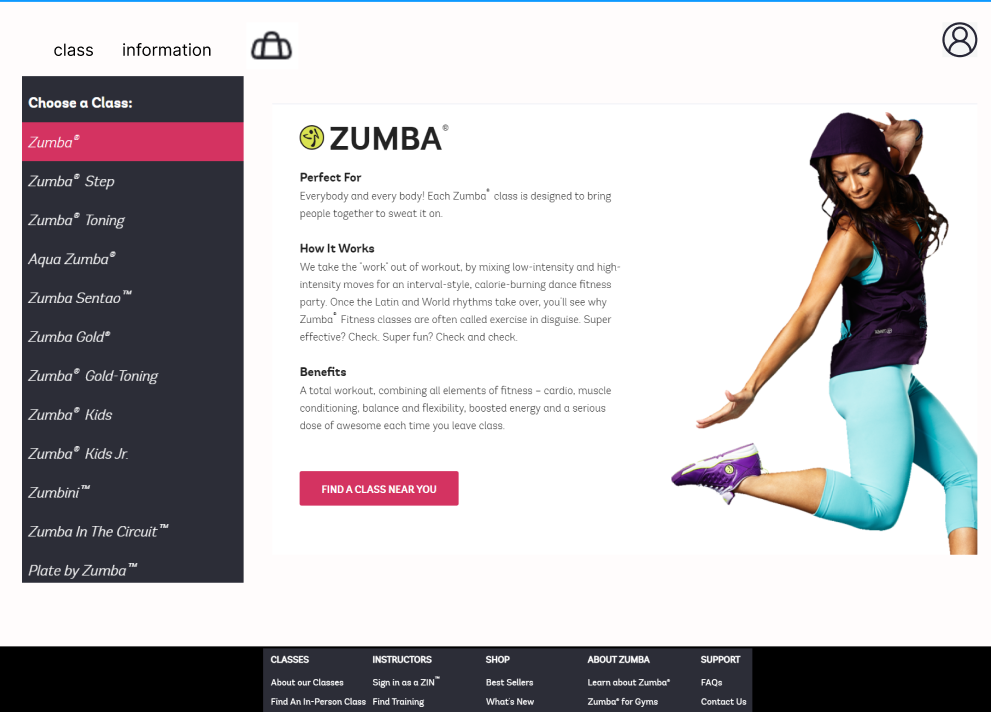 class information
Choose a Class:
Zumba®
Zumba® Step
Zumba® Toning
Aqua Zumba®
Zumba Sentao™
Zumba Gold®
Zumba® Gold-Toning
Zumba® Kids
Zumba® Kids Jr.
Zumbini™
Zumba In The Circuit™
Plate by Zumba™
ZUMBA®
Perfect For
Everybody and every body! Each Zumba® class is designed to bring
people together to sweat it on.
How It Works
We take the "work" out of workout, by mixing low-intensity and high-
intensity moves for an interval-style, calorie-burning dance fitness
party. Once the Latin and World rhythms take over, you'll see why
Zumba® Fitness classes are often called exercise in disguise. Super
effective? Check. Super fun? Check and check.
Benefits
A total workout, combining all elements of fitness – cardio, muscle
conditioning, balance and flexibility, boosted energy and a serious
dose of awesome each time you leave class.
FIND A CLASS NEAR YOU
CLASSES INSTRUCTORS SHOP ABOUT ZUMBA SUPPORT
About our Classes Sign in as a ZIN™ Best Sellers Learn about Zumba® FAQs
Find An In-Person Class Find Training What's New Zumba® for Gyms Contact Us